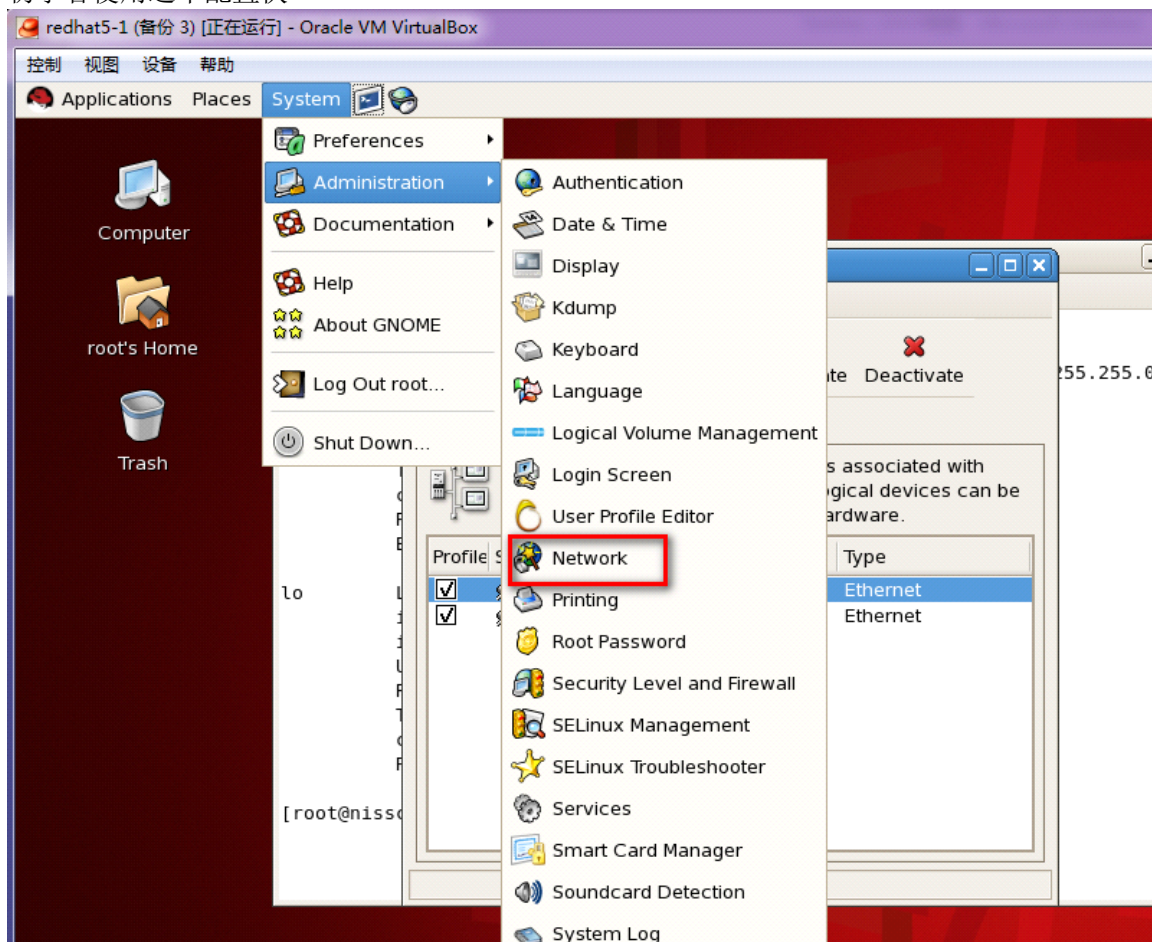 redhat5-1 (备份 3) [正在运行] - Oracle VM VirtualBox
控制 视图 设备 帮助
Applications Places System
Preferences
Administration
Documentation
Help
About GNOME
Log Out root...
Shut Down...
Computer
root's Home
Trash
Authentication
Date & Time
Display
Kdump
Keyboard
Language
Logical Volume Management
Login Screen
User Profile Editor
Network
Printing
Root Password
Security Level and Firewall
SELinux Management
SELinux Troubleshooter
Services
Smart Card Manager
Soundcard Detection
System Log
Deactivate
255.255.0
s associated with
gical devices can be
ardware.
Profile
Type
Ethernet
Ethernet
lo
[root@niss